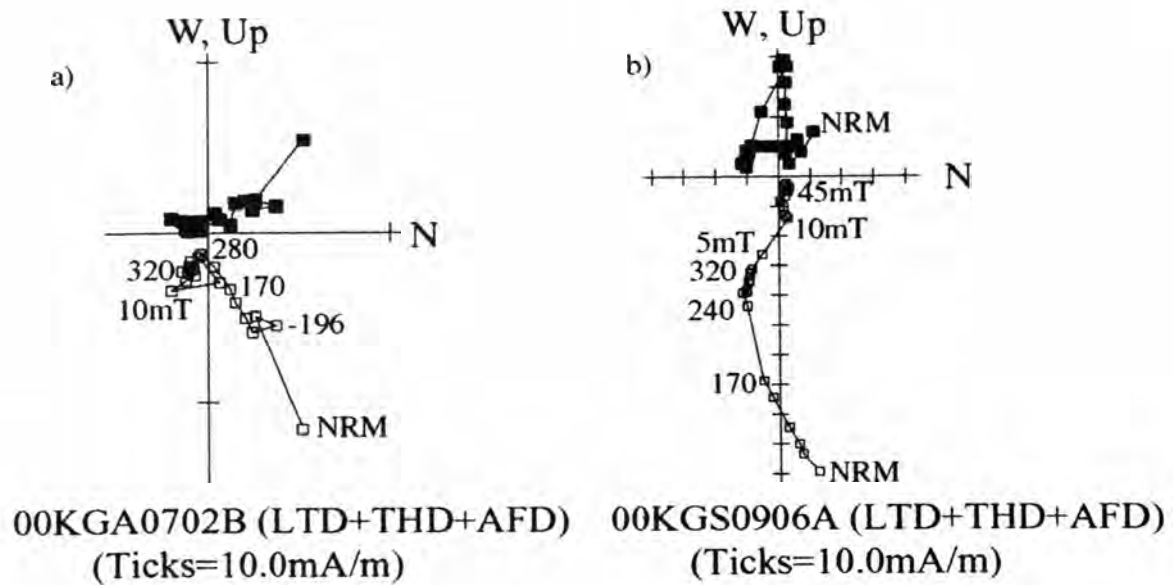 a)
W, Up
N
280
320
170
10mT
-196
NRM
00KGA0702B (LTD+THD+AFD)
(Ticks=10.0mA/m)
b)
W, Up
NRM
N
45mT
10mT
5mT
320
240
170
NRM
00KGS0906A (LTD+THD+AFD)
(Ticks=10.0mA/m)